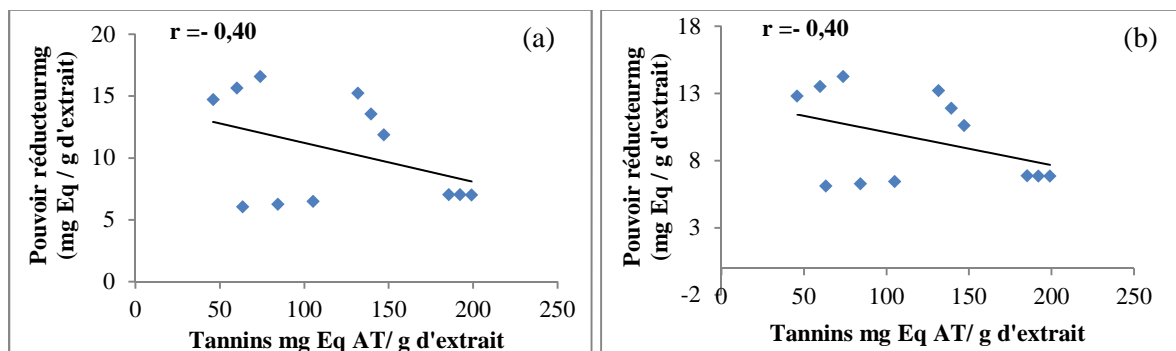 r =- 0,40
(a)
Pouvoir réducteurmg
(mg Eq / g d'extrait)
20
15
10
5
0
0 50 100 150 200 250
Tannins mg Eq AT/ g d'extrait
r =- 0,40
(b)
Pouvoir réducteurmg
(mg Eq / g d'extrait)
18
13
8
3
-2
0 50 100 150 200 250
Tannins mg Eq AT/ g d'extrait